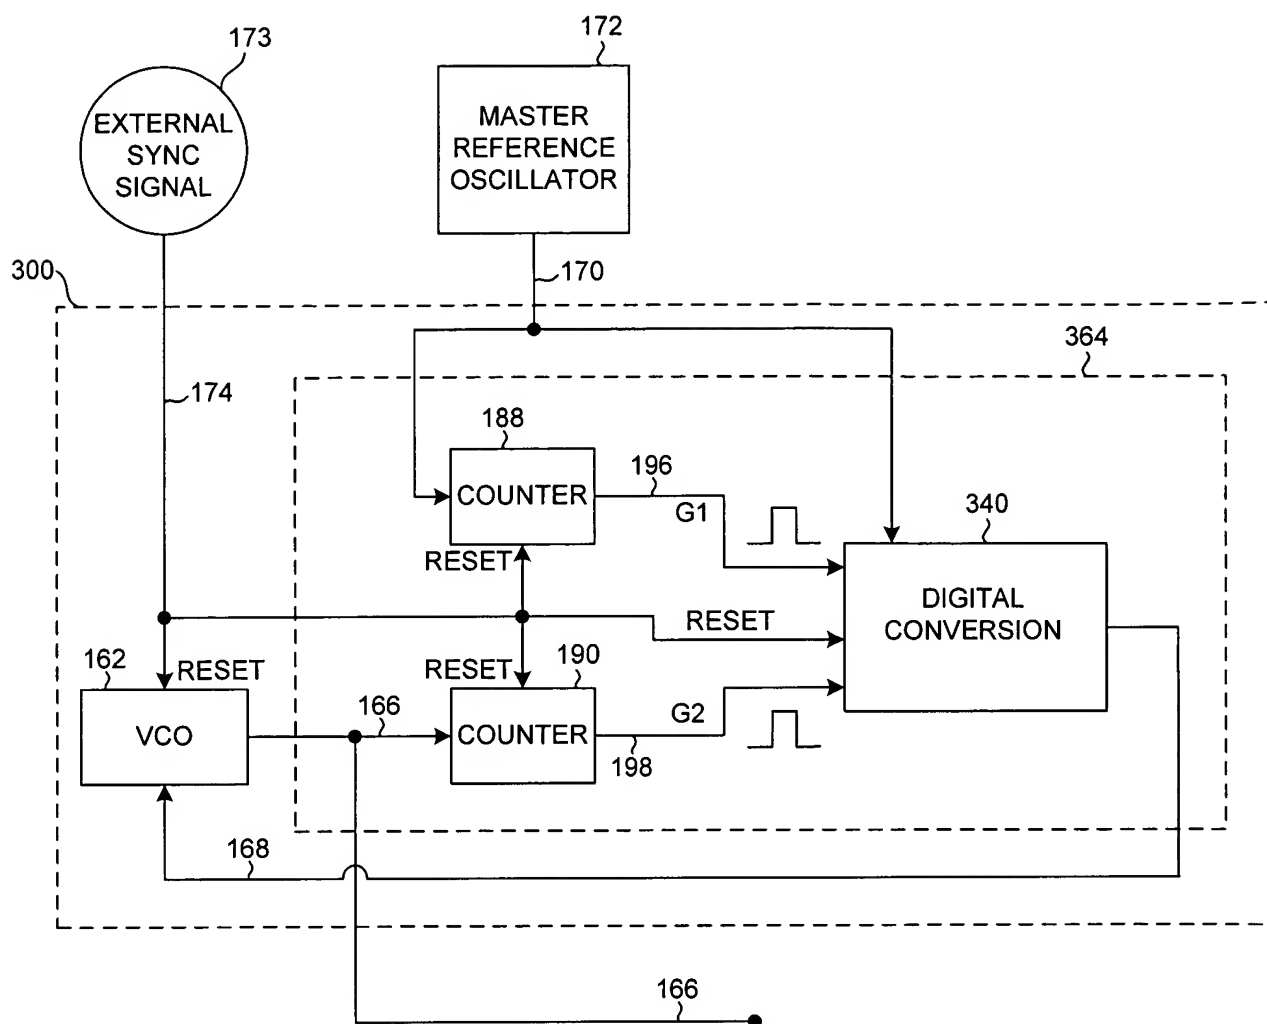 173
EXTERNAL
SYNC
SIGNAL
172
MASTER
REFERENCE
OSCILLATOR
300
170
174
364
188
COUNTER
196
G1
340
RESET
DIGITAL
CONVERSION
RESET
162
RESET
RESET
190
VCO
166
COUNTER
G2
198
168
166